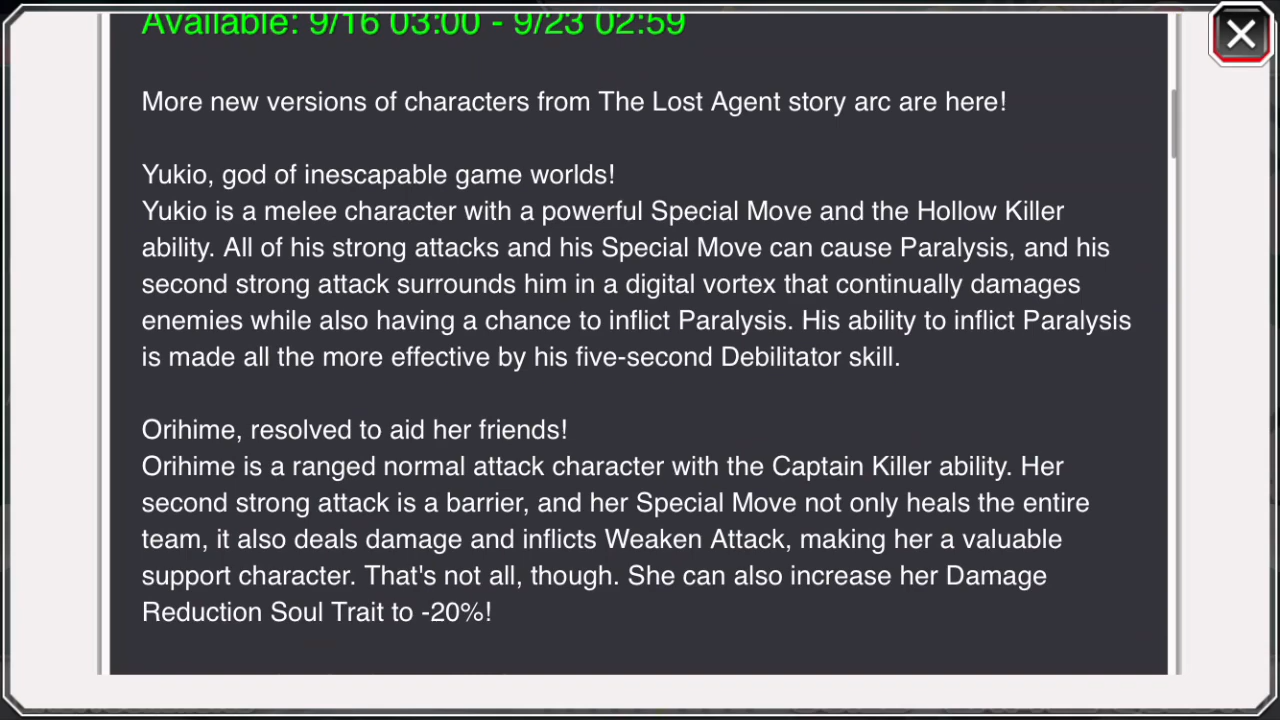 Available: 9/16 03:00 - 9/23 02:59
More new versions of characters from The Lost Agent story arc are here!
Yukio, god of inescapable game worlds!
Yukio is a melee character with a powerful Special Move and the Hollow Killer
ability. All of his strong attacks and his Special Move can cause Paralysis, and his
second strong attack surrounds him in a digital vortex that continually damages
enemies while also having a chance to inflict Paralysis. His ability to inflict Paralysis
is made all the more effective by his five-second Debilitator skill.
Orihime, resolved to aid her friends!
Orihime is a ranged normal attack character with the Captain Killer ability. Her
second strong attack is a barrier, and her Special Move not only heals the entire
team, it also deals damage and inflicts Weaken Attack, making her a valuable
support character. That's not all, though. She can also increase her Damage
Reduction Soul Trait to -20%!